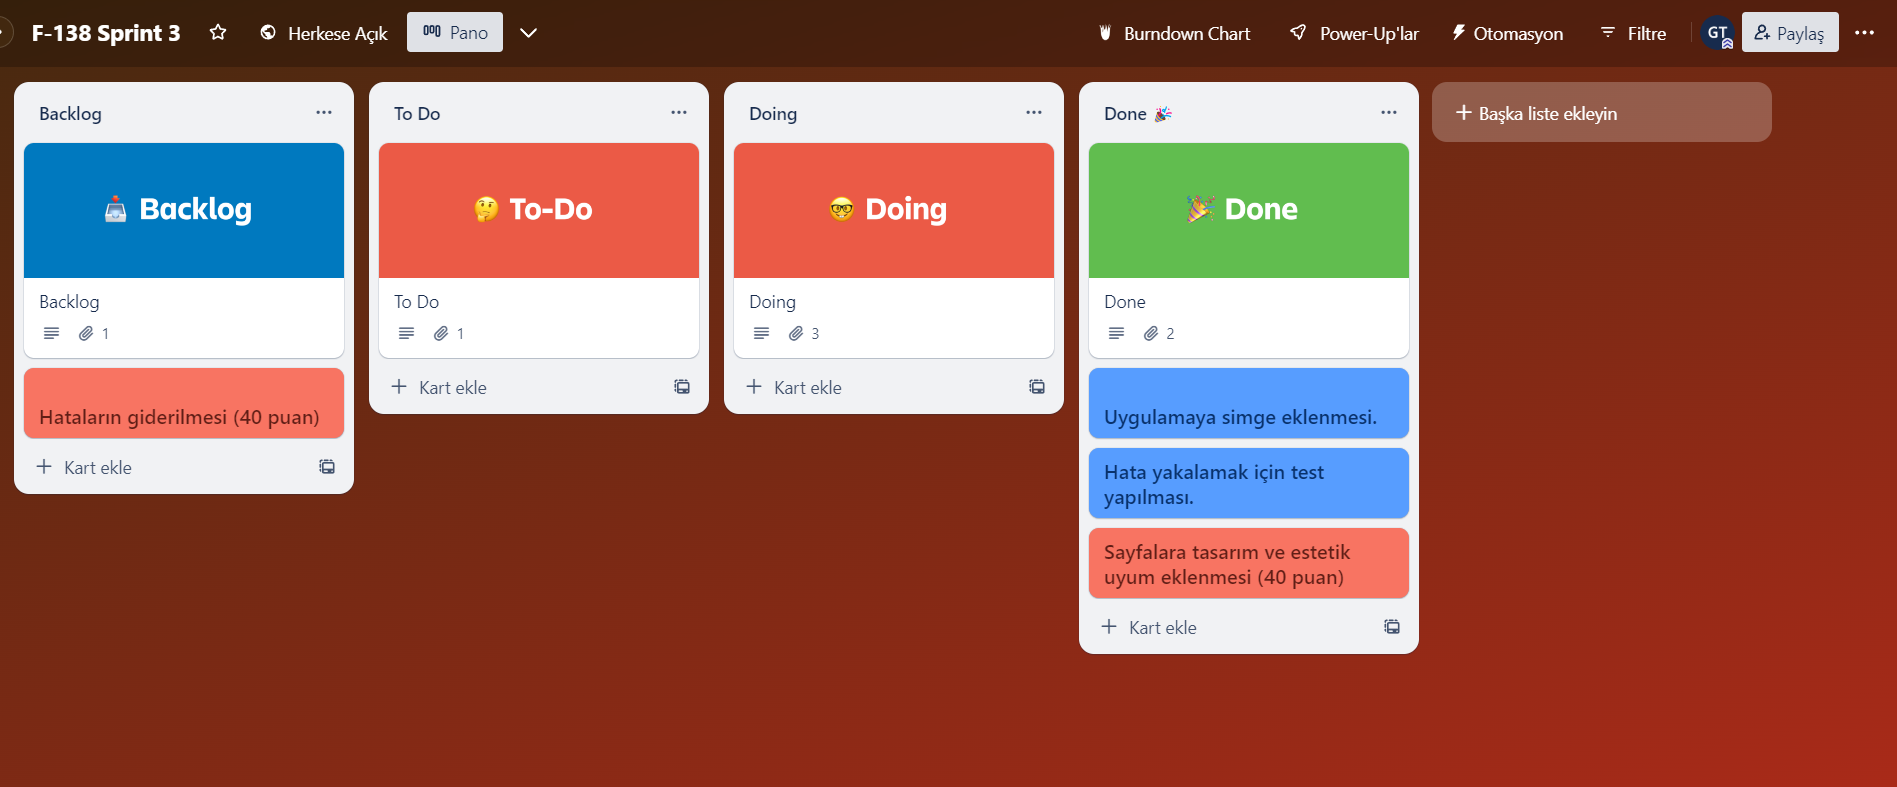 F-138 Sprint 3
Herkese Açık
Pano
Burndown Chart
Power-Up'lar
Otomasyon
Filtre
GT
Paylaş
Backlog
Backlog
Backlog
1
Hataların giderilmesi (40 puan)
Kart ekle
To Do
To-Do
To Do
1
Kart ekle
Doing
Doing
Doing
3
Kart ekle
Done
Done
Done
2
Uygulamaya simge eklenmesi.
Hata yakalamak için test
yapılması.
Sayfalara tasarım ve estetik
uyum eklenmesi (40 puan)
Kart ekle
Başka liste ekleyin